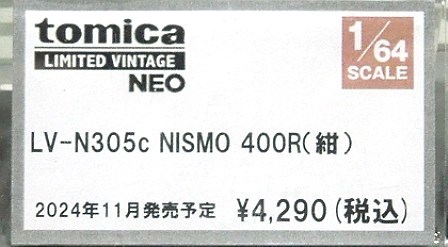 tomica
LIMITED VINTAGE
NEO
1/64
SCALE
LV-N305c NISMO 400R(紺)
2024年11月発売予定 ¥4,290(税込)